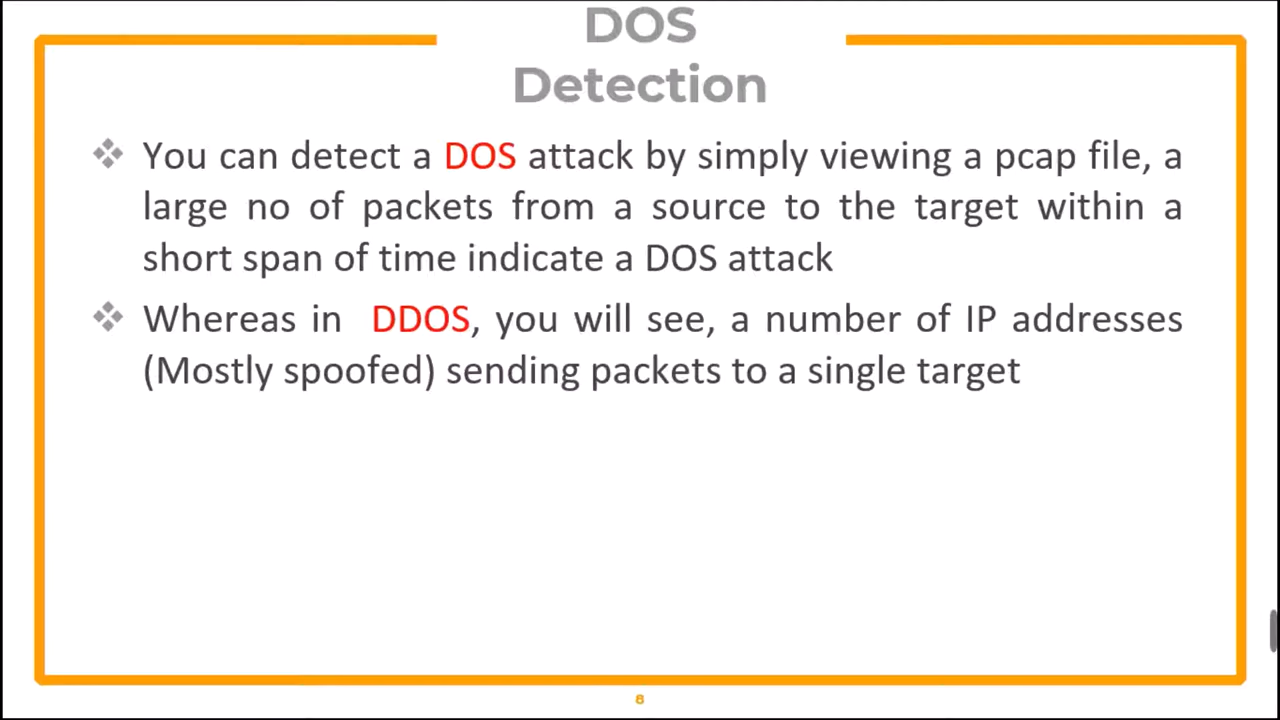 DOS
Detection
You can detect a DOS attack by simply viewing a pcap file, a
large no of packets from a source to the target within a
short span of time indicate a DOS attack
Whereas in DDOS, you will see, a number of IP addresses
(Mostly spoofed) sending packets to a single target
8